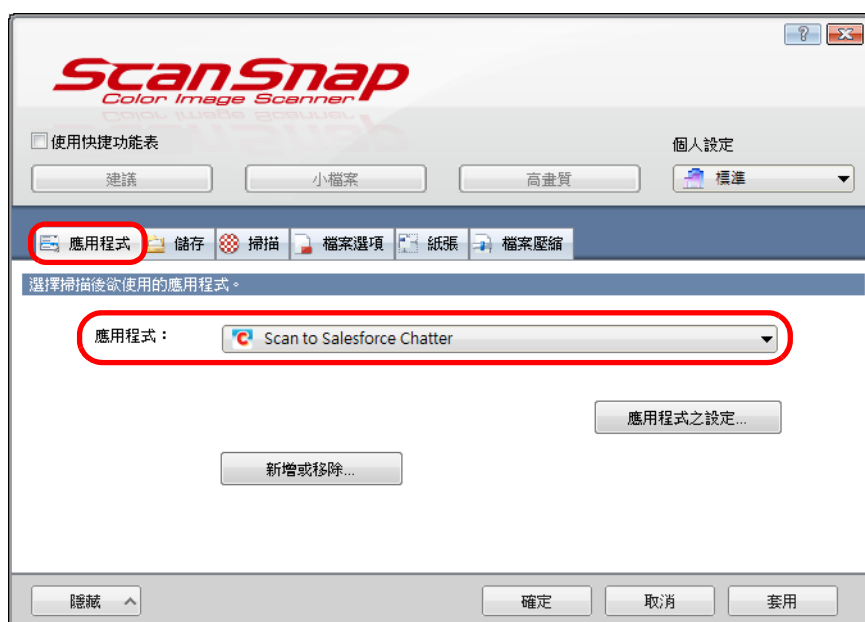 ScanSnap
Color Image Scanner
使用快捷功能表
個人設定
建議 小檔案 高畫質 標準
應用程式 儲存 掃描 檔案選項 紙張 檔案壓縮
選擇掃描後欲使用的應用程式。
應用程式： Scan to Salesforce Chatter
應用程式之設定...
新增或移除...
隱藏 確定 取消 套用